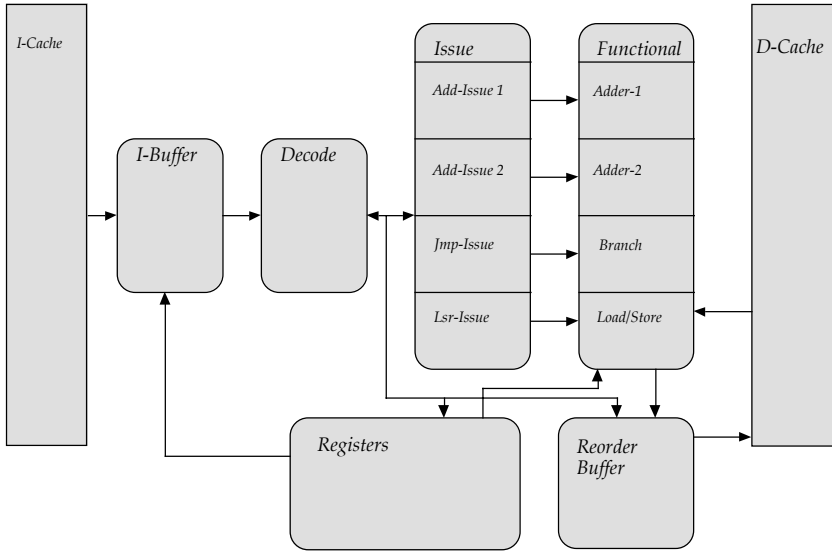 I-Cache
I-Buffer
Decode
Issue
Add-Issue 1
Add-Issue 2
Jmp-Issue
Lsr-Issue
Functional
Adder-1
Adder-2
Branch
Load/Store
D-Cache
Registers
Reorder
Buffer